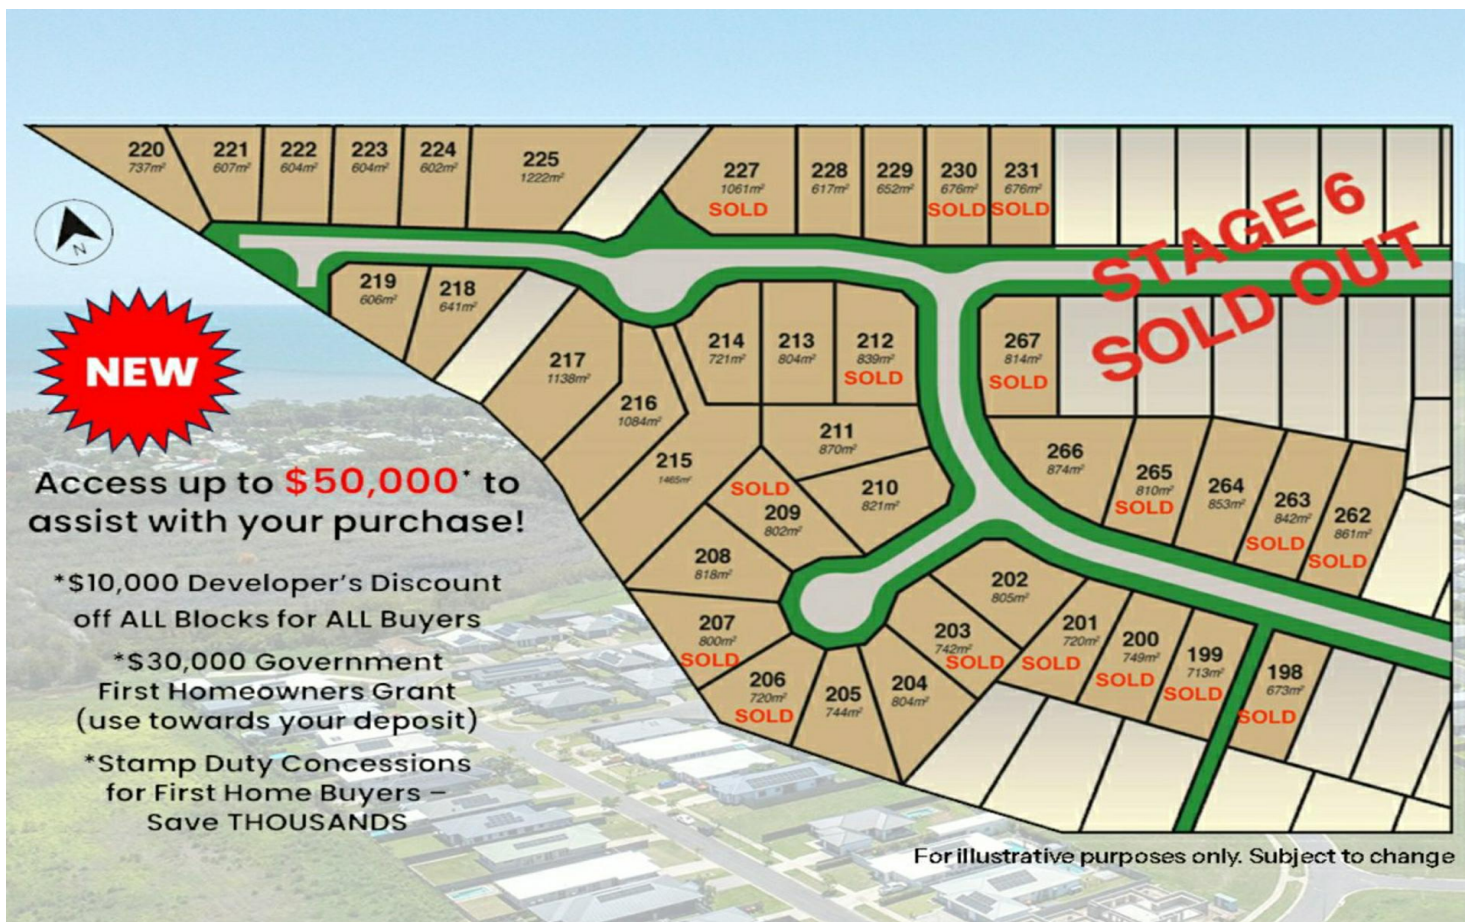 220
737m²
221
607m²
222
604m²
223
604m²
224
602m²
225
1222m²
227
1061m²
SOLD
228
617m²
229
652m²
230
676m²
SOLD
231
676m²
SOLD
STAGE 6
SOLD OUT
N
219
606m²
218
641m²
217
1138m²
216
1084m²
215
1465m²
214
721m²
213
804m²
212
839m²
SOLD
267
814m²
SOLD
211
870m²
210
821m²
SOLD
209
802m²
208
818m²
207
800m²
SOLD
206
720m²
SOLD
205
744m²
204
804m²
203
742m²
SOLD
202
805m²
201
720m²
SOLD
200
749m²
SOLD
199
713m²
SOLD
198
673m²
SOLD
266
874m²
265
810m²
SOLD
264
853m²
263
842m²
SOLD
262
861m²
SOLD
NEW
Access up to $50,000* to
assist with your purchase!
*$10,000 Developer's Discount
off ALL Blocks for ALL Buyers
*$30,000 Government
First Homeowners Grant
(use towards your deposit)
*Stamp Duty Concessions
for First Home Buyers –
Save THOUSANDS
For illustrative purposes only. Subject to change